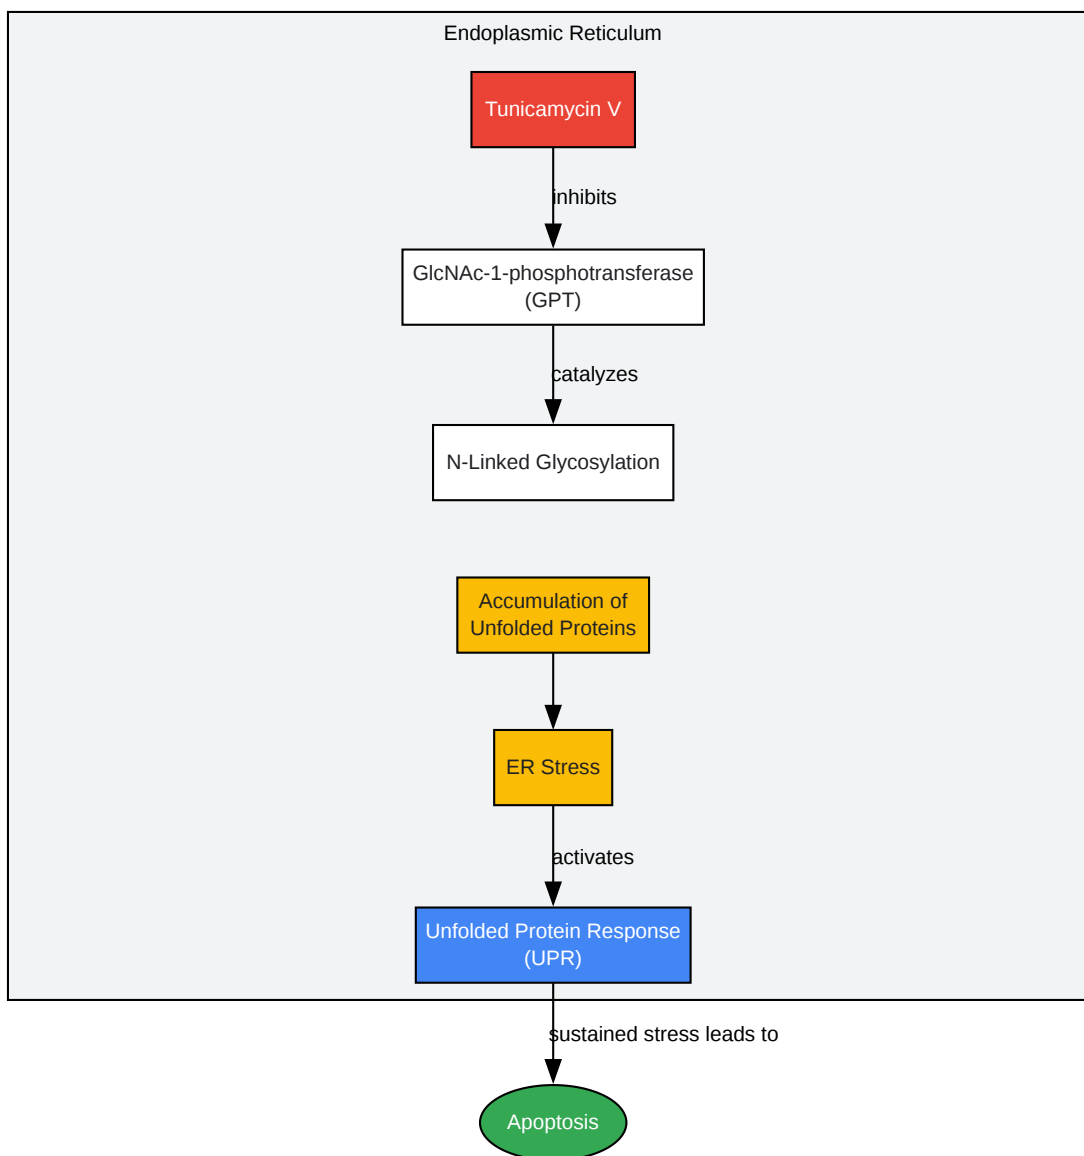 Endoplasmic Reticulum
Tunicamycin V
inhibits
GlcNAc-1-phosphotransferase
(GPT)
catalyzes
N-Linked Glycosylation
Accumulation of
Unfolded Proteins
ER Stress
activates
Unfolded Protein Response
(UPR)
sustained stress leads to
Apoptosis